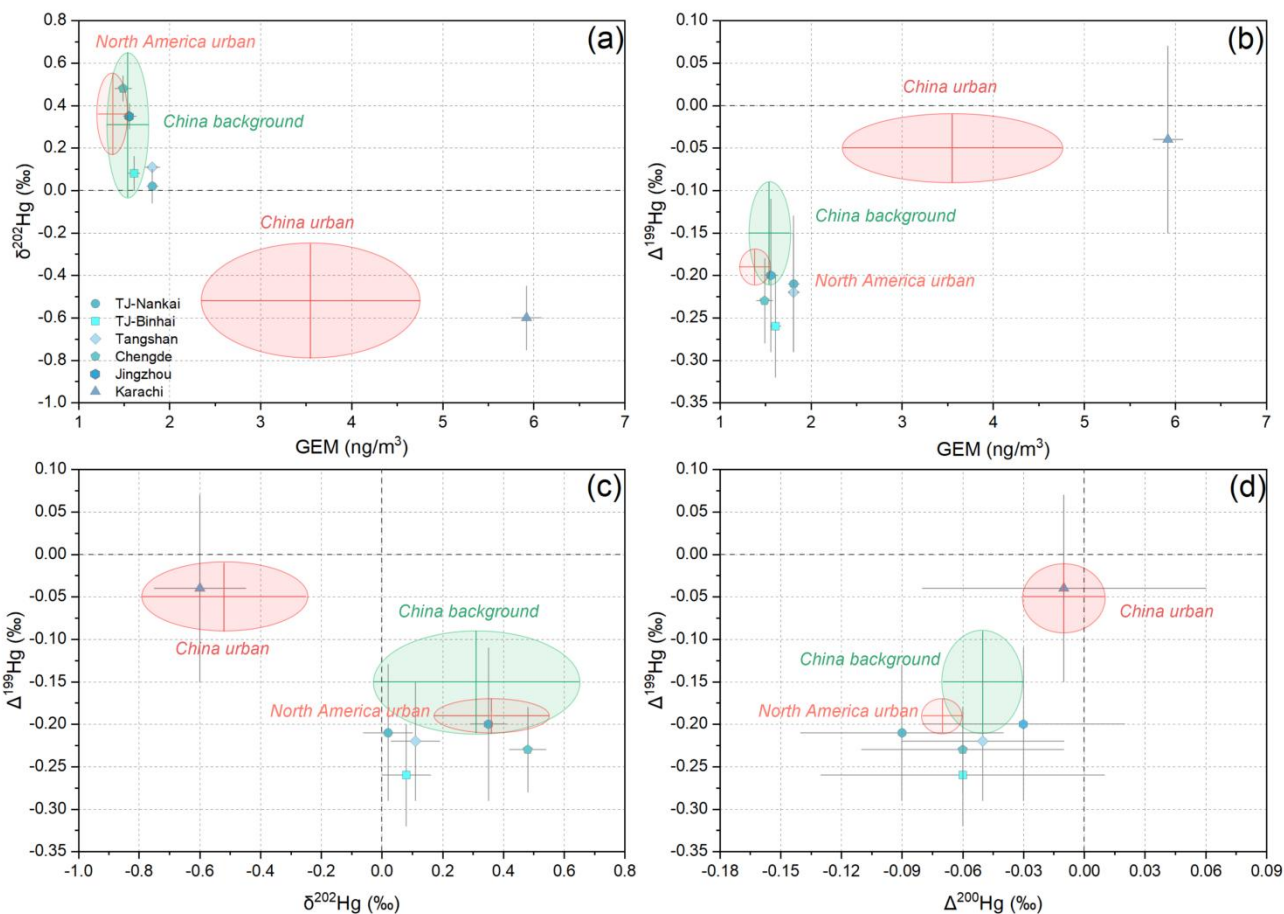 (a)
North America urban
China background
China urban
TJ-Nankai
TJ-Binhai
Tangshan
Chengde
Jingzhou
Karachi
0.8
0.6
0.4
0.2
0.0
-0.2
-0.4
-0.6
-0.8
-1.0
δ²⁰²Hg (‰)
1 2 3 4 5 6 7
GEM (ng/m³)
(b)
China urban
China background
North America urban
0.10
0.05
0.00
-0.05
-0.10
-0.15
-0.20
-0.25
-0.30
-0.35
Δ¹⁹⁹Hg (‰)
1 2 3 4 5 6 7
GEM (ng/m³)
(c)
China background
China urban
North America urban
0.10
0.05
0.00
-0.05
-0.10
-0.15
-0.20
-0.25
-0.30
-0.35
Δ¹⁹⁹Hg (‰)
-1.0 -0.8 -0.6 -0.4 -0.2 0.0 0.2 0.4 0.6 0.8
δ²⁰²Hg (‰)
(d)
China urban
China background
North America urban
0.10
0.05
0.00
-0.05
-0.10
-0.15
-0.20
-0.25
-0.30
-0.35
Δ¹⁹⁹Hg (‰)
-0.18 -0.15 -0.12 -0.09 -0.06 -0.03 0.00 0.03 0.06 0.09
Δ²⁰⁰Hg (‰)